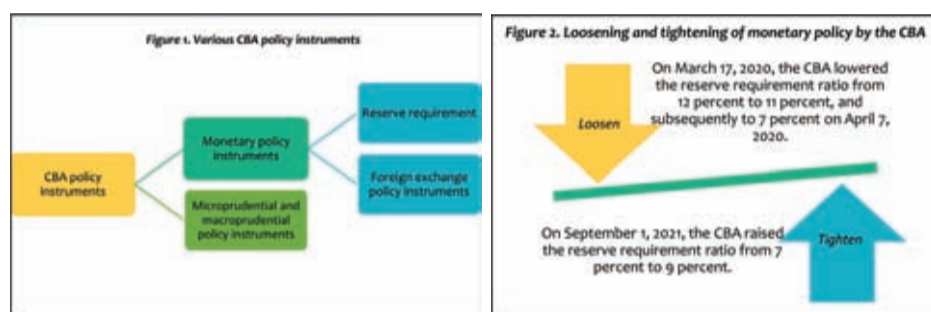 Figure 1. Various CBA policy instruments
CBA policy
instruments
Monetary policy
instruments
Microprudential and
macroprudential
policy instruments
Reserve requirement
Foreign exchange
policy instruments
Figure 2. Loosening and tightening of monetary policy by the CBA
Loosen
On March 17, 2020, the CBA lowered
the reserve requirement ratio from
12 percent to 11 percent, and
subsequently to 7 percent on April 7,
2020.
On September 1, 2021, the CBA raised
the reserve requirement ratio from 7
percent to 9 percent.
Tighten